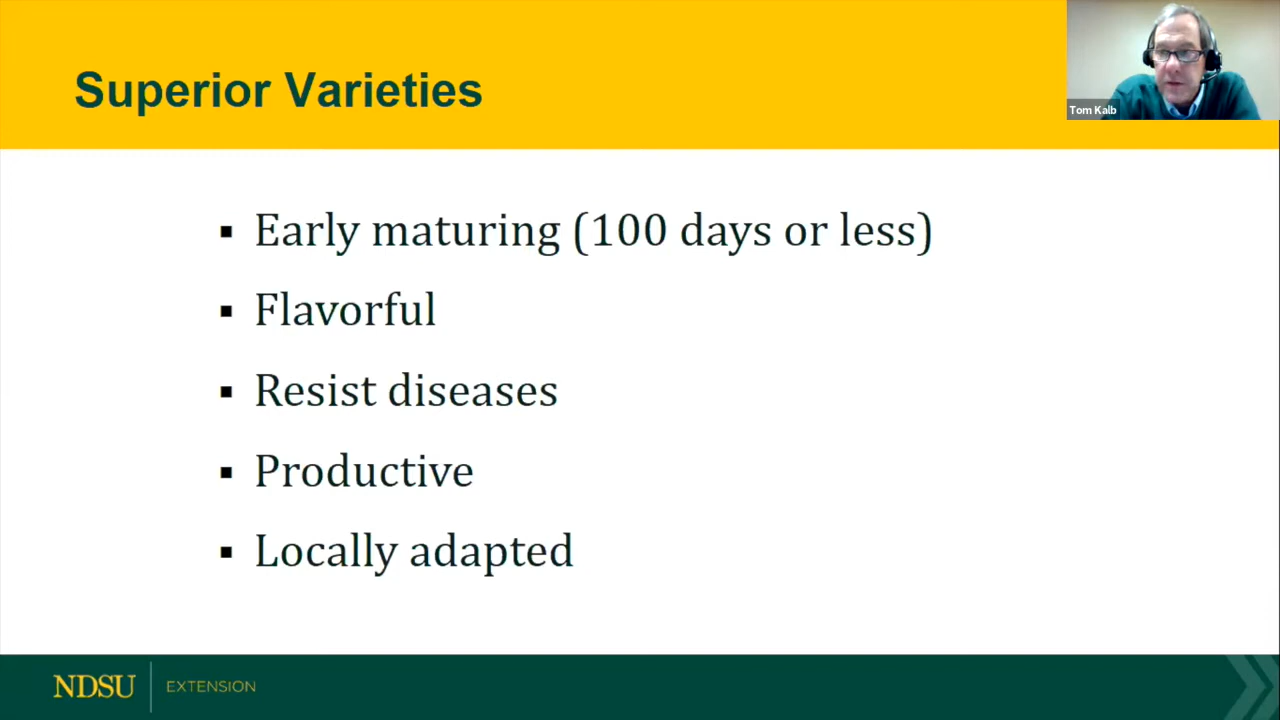 Superior Varieties
Tom Kalb
▪ Early maturing (100 days or less)
▪ Flavorful
▪ Resist diseases
▪ Productive
▪ Locally adapted
NDSU EXTENSION